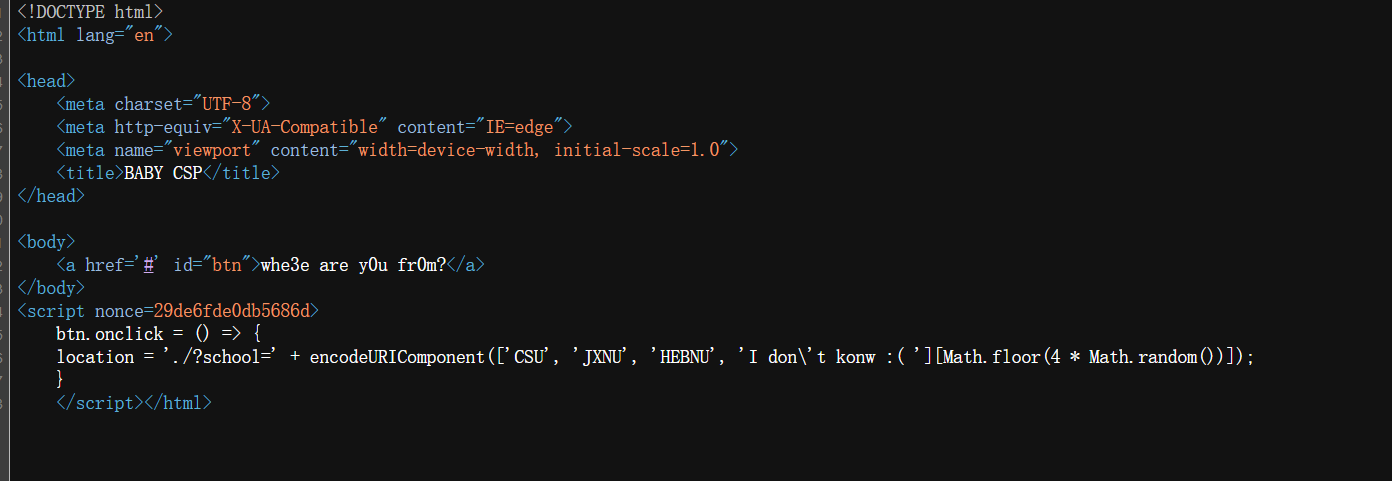 <!DOCTYPE html>
<html lang="en">
<head>
<meta charset="UTF-8">
<meta http-equiv="X-UA-Compatible" content="IE=edge">
<meta name="viewport" content="width=device-width, initial-scale=1.0">
<title>BABY CSP</title>
</head>
<body>
<a href='#' id="btn">whe3e are y0u fr0m?</a>
</body>
<script nonce=29de6fde0db5686d>
btn.onclick = () => {
location = './?school=' + encodeURIComponent(['CSU', 'JXNU', 'HEBNU', 'I don\'t konw :( '][Math.floor(4 * Math.random())]);
}
</script></html>